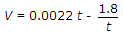 V = 0.0022 t - 1.8/t